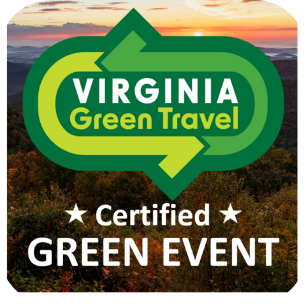 VIRGINIA
Green Travel
★ Certified ★
GREEN EVENT